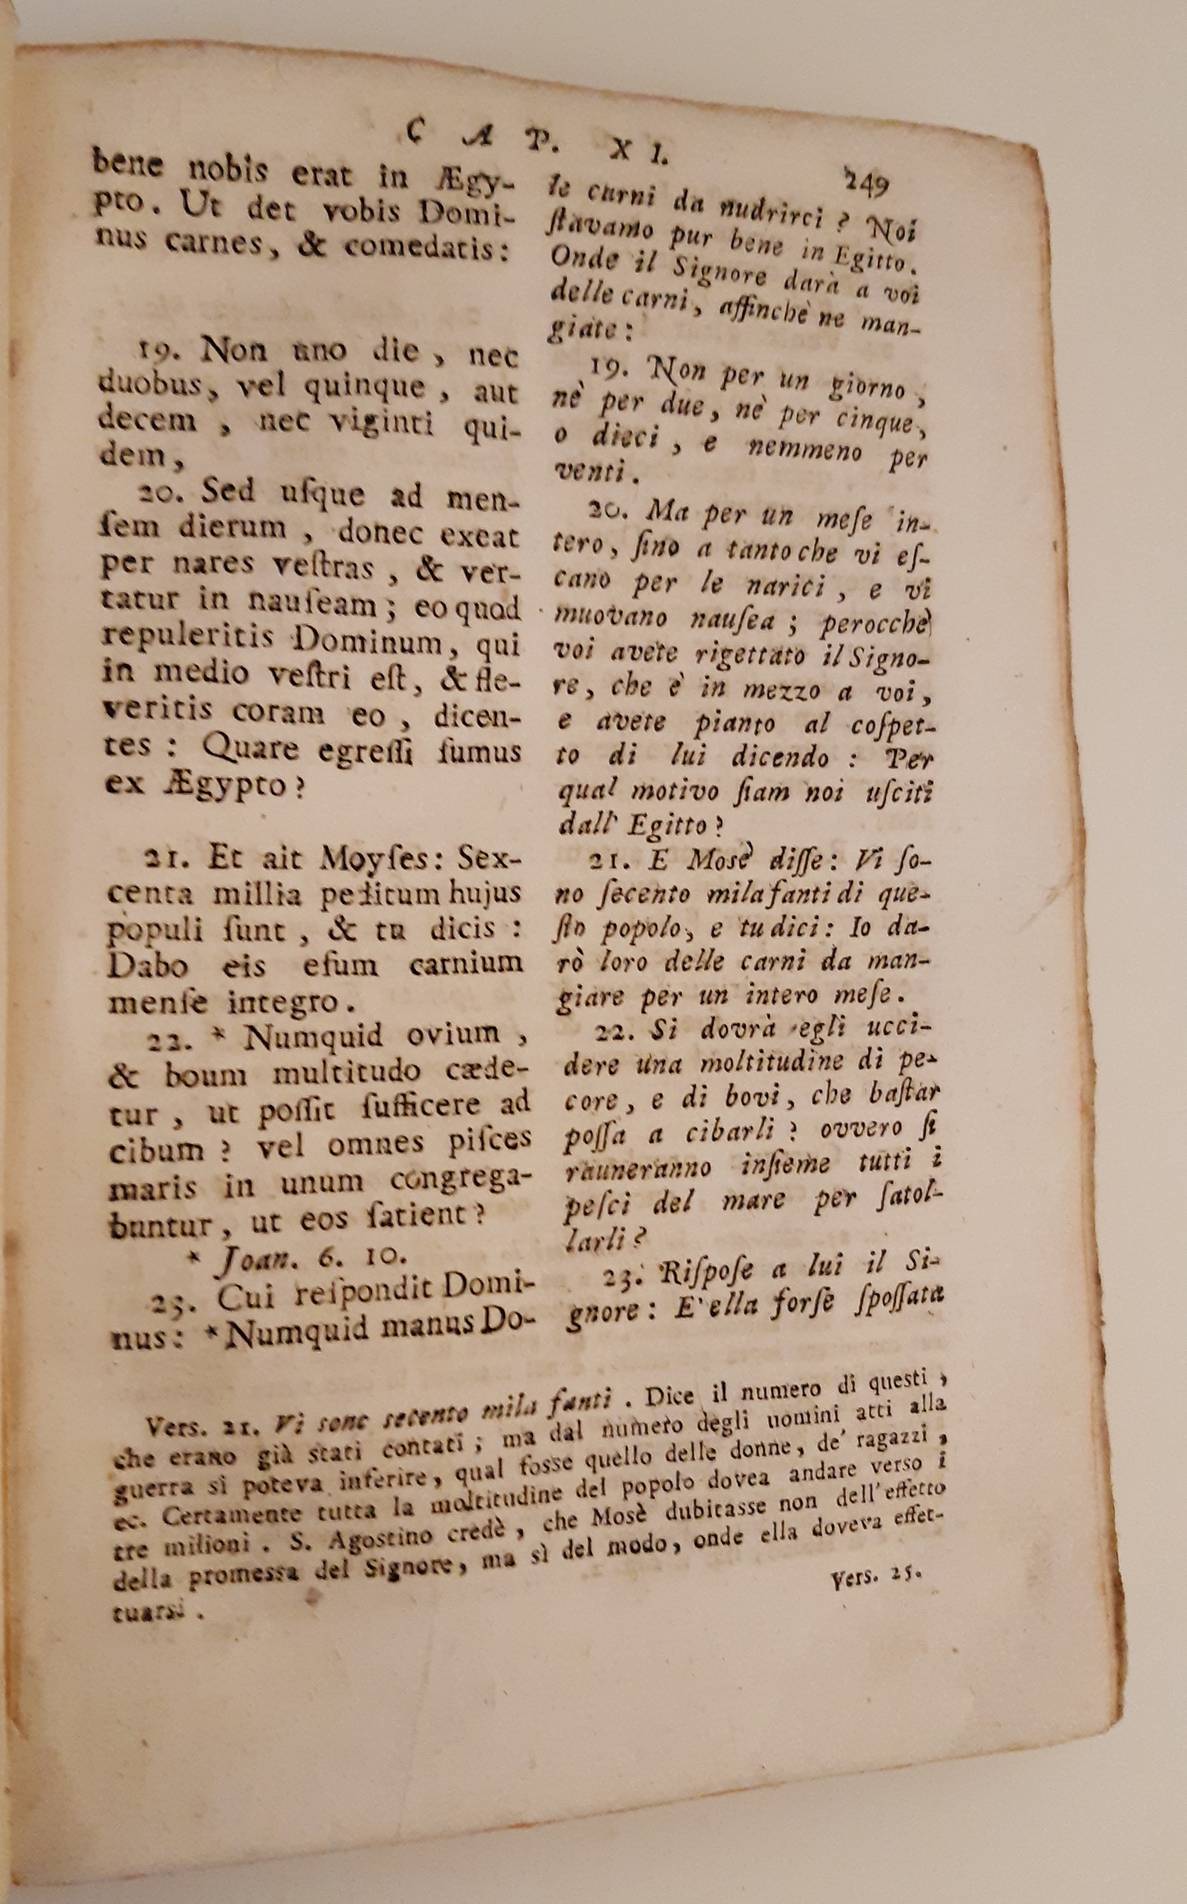 CAP. XI.
249
bene nobis erat in Ægy-
pto. Ut det vobis Domi-
nus carnes, & comedatis:
19. Non uno die, nec
duobus, vel quinque, aut
decem, nec viginti qui-
dem,
20. Sed uſque ad men-
ſem dierum, donec exeat
per nares veſtras, & ver-
tatur in nauſeam; eo quod
repuleritis Dominum, qui
in medio veſtri eſt, & fle-
veritis coram eo, dicen-
tes: Quare egreſſi ſumus
ex Ægypto?
21. Et ait Moyſes: Sex-
centa millia peditum hujus
populi ſunt, & tu dicis:
Dabo eis eſum carnium
menſe integro.
22. * Numquid ovium,
& boum multitudo cæde-
tur, ut poſſit ſufficere ad
cibum? vel omnes piſces
maris in unum congrega-
buntur, ut eos ſatient?
* Joan. 6. 10.
23. Cui reſpondit Domi-
nus: * Numquid manus Do-
le carni da nudrirci? Noi
ſtavamo pur bene in Egitto.
Onde il Signore darà a voi
delle carni, affinchè ne man-
giate:
19. Non per un giorno,
nè per due, nè per cinque,
o dieci, e nemmeno per
venti.
20. Ma per un meſe in-
tero, ſino a tanto che vi eſ-
cano per le narici, e vi
muovano nauſea; perocchè
voi avete rigettato il Signo-
re, che è in mezzo a voi,
e avete pianto al coſpet-
to di lui dicendo: Per
qual motivo ſiam noi uſciti
dall' Egitto?
21. E Mosè diſſe: Vi ſo-
no ſecento mila fanti di que-
ſto popolo, e tu dici: Io da-
rò loro delle carni da man-
giare per un intero meſe.
22. Si dovrà egli ucci-
dere una moltitudine di pe-
core, e di bovi, che baſtar
poſſa a cibarli? ovvero ſi
rauneranno inſieme tutti i
peſci del mare per ſatol-
larli?
23. Riſpoſe a lui il Si-
gnore: E' ella forſe ſpoſſata
Vers. 21. Vi sono secento mila fanti. Dice il numero di questi,
che erano già stati contati; ma dal numero degli uomini atti alla
guerra si poteva inferire, qual fosse quello delle donne, de' ragazzi,
ec. Certamente tutta la moltitudine del popolo dovea andare verso i
tre milioni. S. Agostino credè, che Mosè dubitasse non dell'effetto
della promessa del Signore, ma sì del modo, onde ella doveva effet-
tuarsi.
Vers. 25.